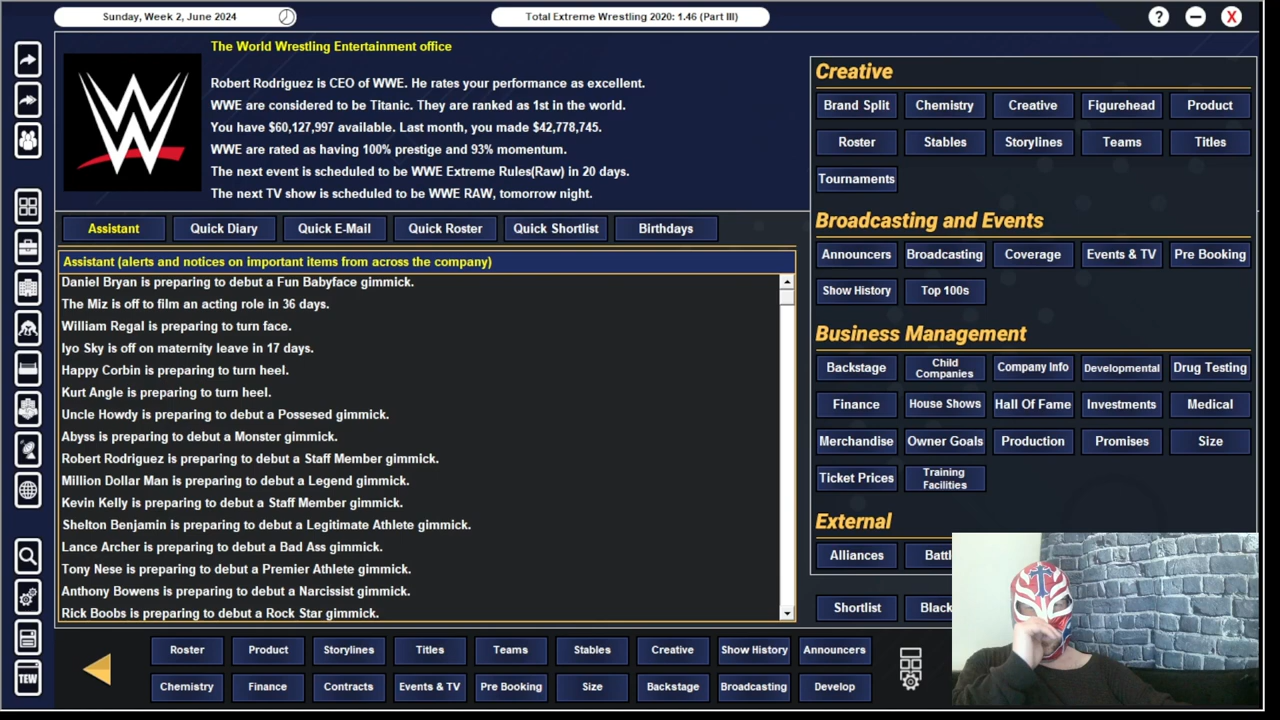 Sunday, Week 2, June 2024
Total Extreme Wrestling 2020: 1.46 (Part III)
?
X
The World Wrestling Entertainment office
Robert Rodriguez is CEO of WWE. He rates your performance as excellent.
WWE are considered to be Titanic. They are ranked as 1st in the world.
You have $60,127,997 available. Last month, you made $42,778,745.
WWE are rated as having 100% prestige and 93% momentum.
The next event is scheduled to be WWE Extreme Rules(Raw) in 20 days.
The next TV show is scheduled to be WWE RAW, tomorrow night.
Assistant
Quick Diary
Quick E-Mail
Quick Roster
Quick Shortlist
Birthdays
Assistant (alerts and notices on important items from across the company)
Daniel Bryan is preparing to debut a Fun Babyface gimmick.
The Miz is off to film an acting role in 36 days.
William Regal is preparing to turn face.
Iyo Sky is off on maternity leave in 17 days.
Happy Corbin is preparing to turn heel.
Kurt Angle is preparing to turn heel.
Uncle Howdy is preparing to debut a Possesed gimmick.
Abyss is preparing to debut a Monster gimmick.
Robert Rodriguez is preparing to debut a Staff Member gimmick.
Million Dollar Man is preparing to debut a Legend gimmick.
Kevin Kelly is preparing to debut a Staff Member gimmick.
Shelton Benjamin is preparing to debut a Legitimate Athlete gimmick.
Lance Archer is preparing to debut a Bad Ass gimmick.
Tony Nese is preparing to debut a Premier Athlete gimmick.
Anthony Bowens is preparing to debut a Narcissist gimmick.
Rick Boobs is preparing to debut a Rock Star gimmick.
Creative
Brand Split
Chemistry
Creative
Figurehead
Product
Roster
Stables
Storylines
Teams
Titles
Tournaments
Broadcasting and Events
Announcers
Broadcasting
Coverage
Events & TV
Pre Booking
Show History
Top 100s
Business Management
Backstage
Child
Companies
Company Info
Developmental
Drug Testing
Finance
House Shows
Hall Of Fame
Investments
Medical
Merchandise
Owner Goals
Production
Promises
Size
Ticket Prices
Training
Facilities
External
Alliances
Battl
Shortlist
Black
Roster
Product
Storylines
Titles
Teams
Stables
Creative
Show History
Announcers
Chemistry
Finance
Contracts
Events & TV
Pre Booking
Size
Backstage
Broadcasting
Develop
TEW